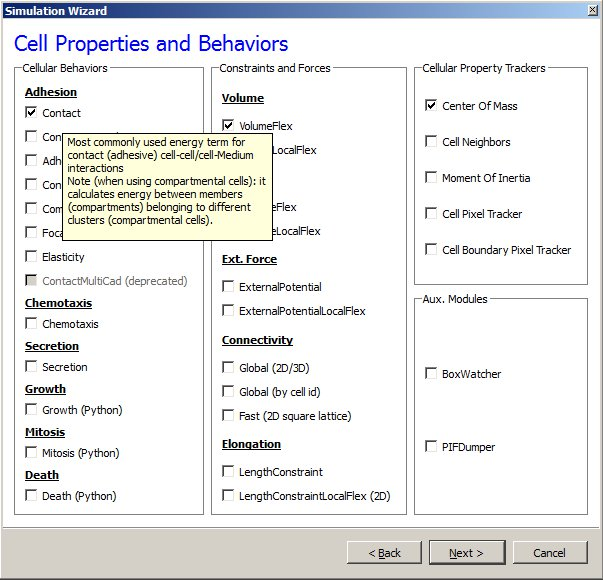 Simulation Wizard
Cell Properties and Behaviors
Cellular Behaviors
Adhesion
Contact
Most commonly used energy term for
contact (adhesive) cell-cell/cell-Medium
interactions
Note (when using compartmental cells): it
calculates energy between members
(compartments) belonging to different
clusters (compartmental cells).
Elasticity
ContactMultiCad (deprecated)
Chemotaxis
Chemotaxis
Secretion
Secretion
Growth
Growth (Python)
Mitosis
Mitosis (Python)
Death
Death (Python)
Constraints and Forces
Volume
VolumeFlex
Ext. Force
ExternalPotential
ExternalPotentialLocalFlex
Connectivity
Global (2D/3D)
Global (by cell id)
Fast (2D square lattice)
Elongation
LengthConstraint
LengthConstraintLocalFlex (2D)
Cellular Property Trackers
Center Of Mass
Cell Neighbors
Moment Of Inertia
Cell Pixel Tracker
Cell Boundary Pixel Tracker
Aux. Modules
BoxWatcher
PIFDumper
< Back
Next >
Cancel